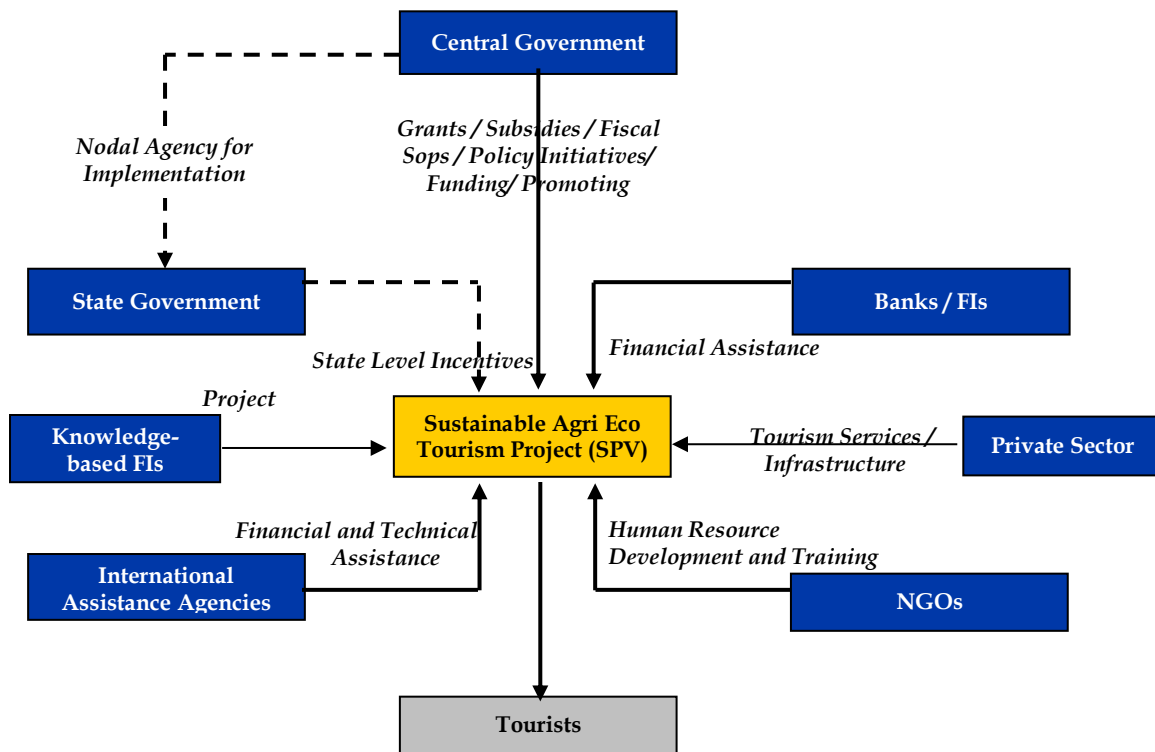 Central Government
Grants / Subsidies / Fiscal
Sops / Policy Initiatives/
Funding/ Promoting
Nodal Agency for
Implementation
State Government
Banks / FIs
State Level Incentives
Financial Assistance
Project
Knowledge-
based FIs
Sustainable Agri Eco
Tourism Project (SPV)
Tourism Services /
Infrastructure
Private Sector
Financial and Technical
Assistance
Human Resource
Development and Training
International
Assistance Agencies
NGOs
Tourists